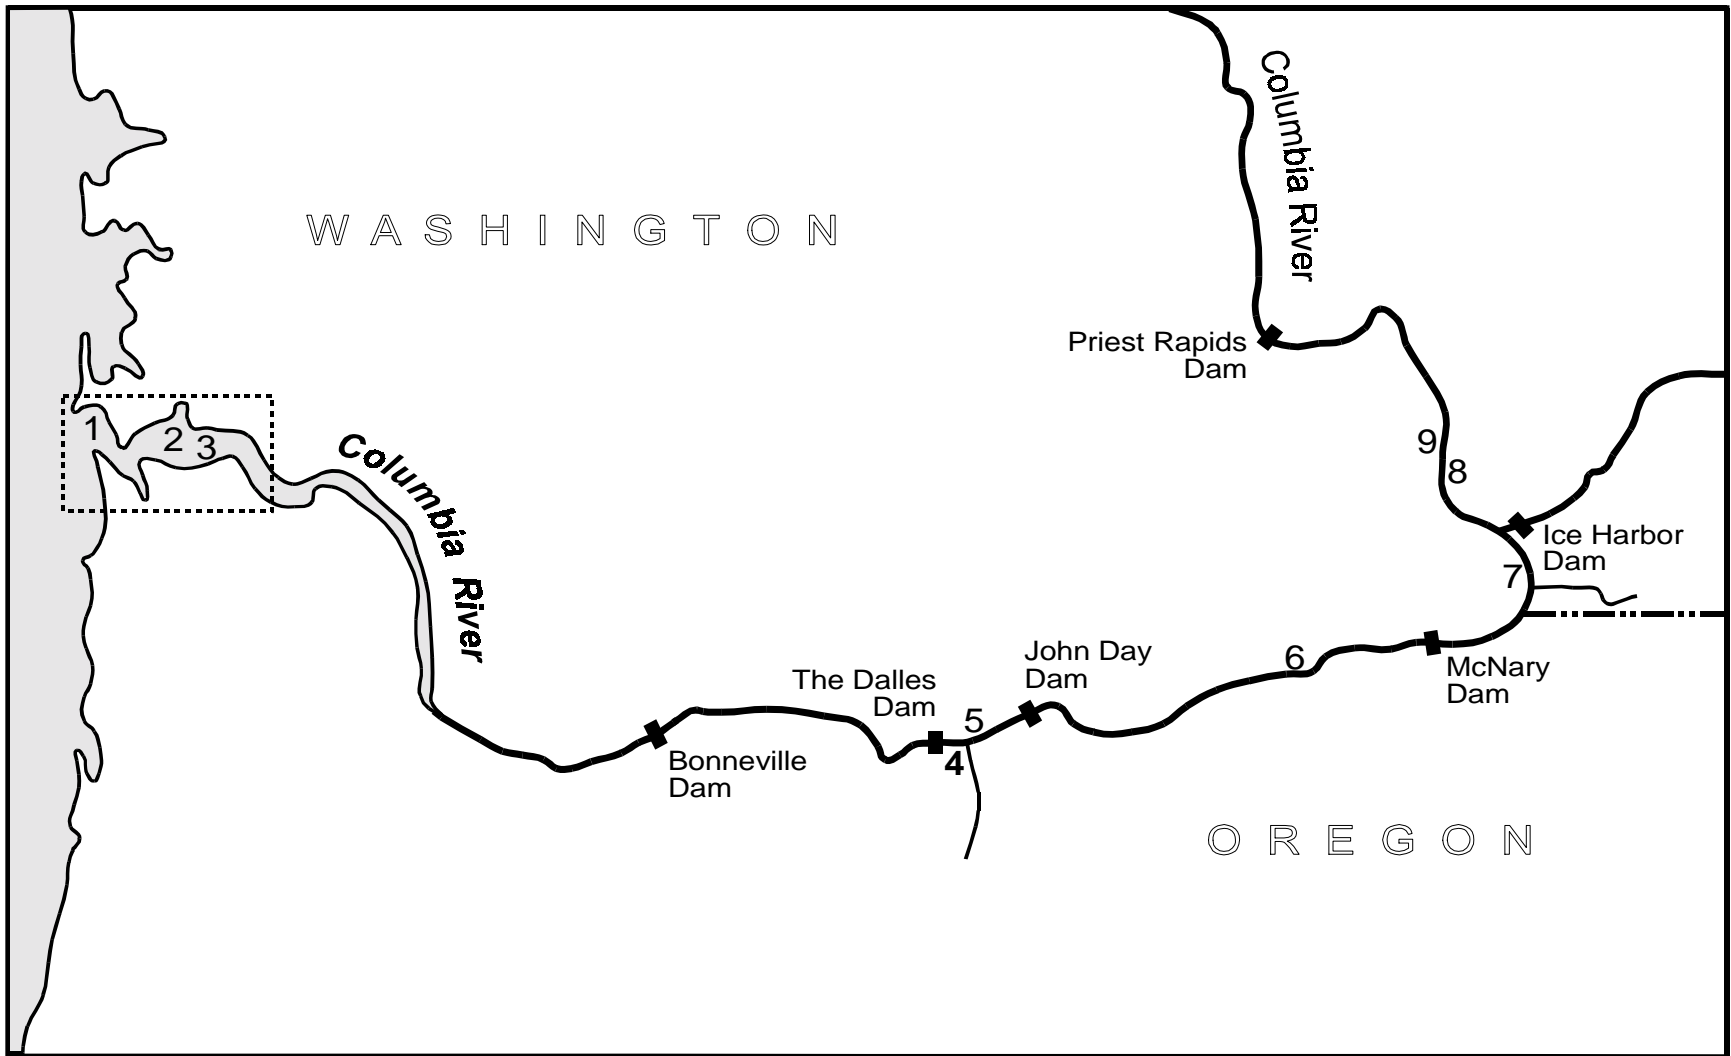 Columbia River
WASHINGTON
Priest Rapids
Dam
1
2
3
Columbia River
9
8
Ice Harbor
Dam
7
John Day
Dam
6
McNary
Dam
The Dalles
Dam
5
4
Bonneville
Dam
OREGON